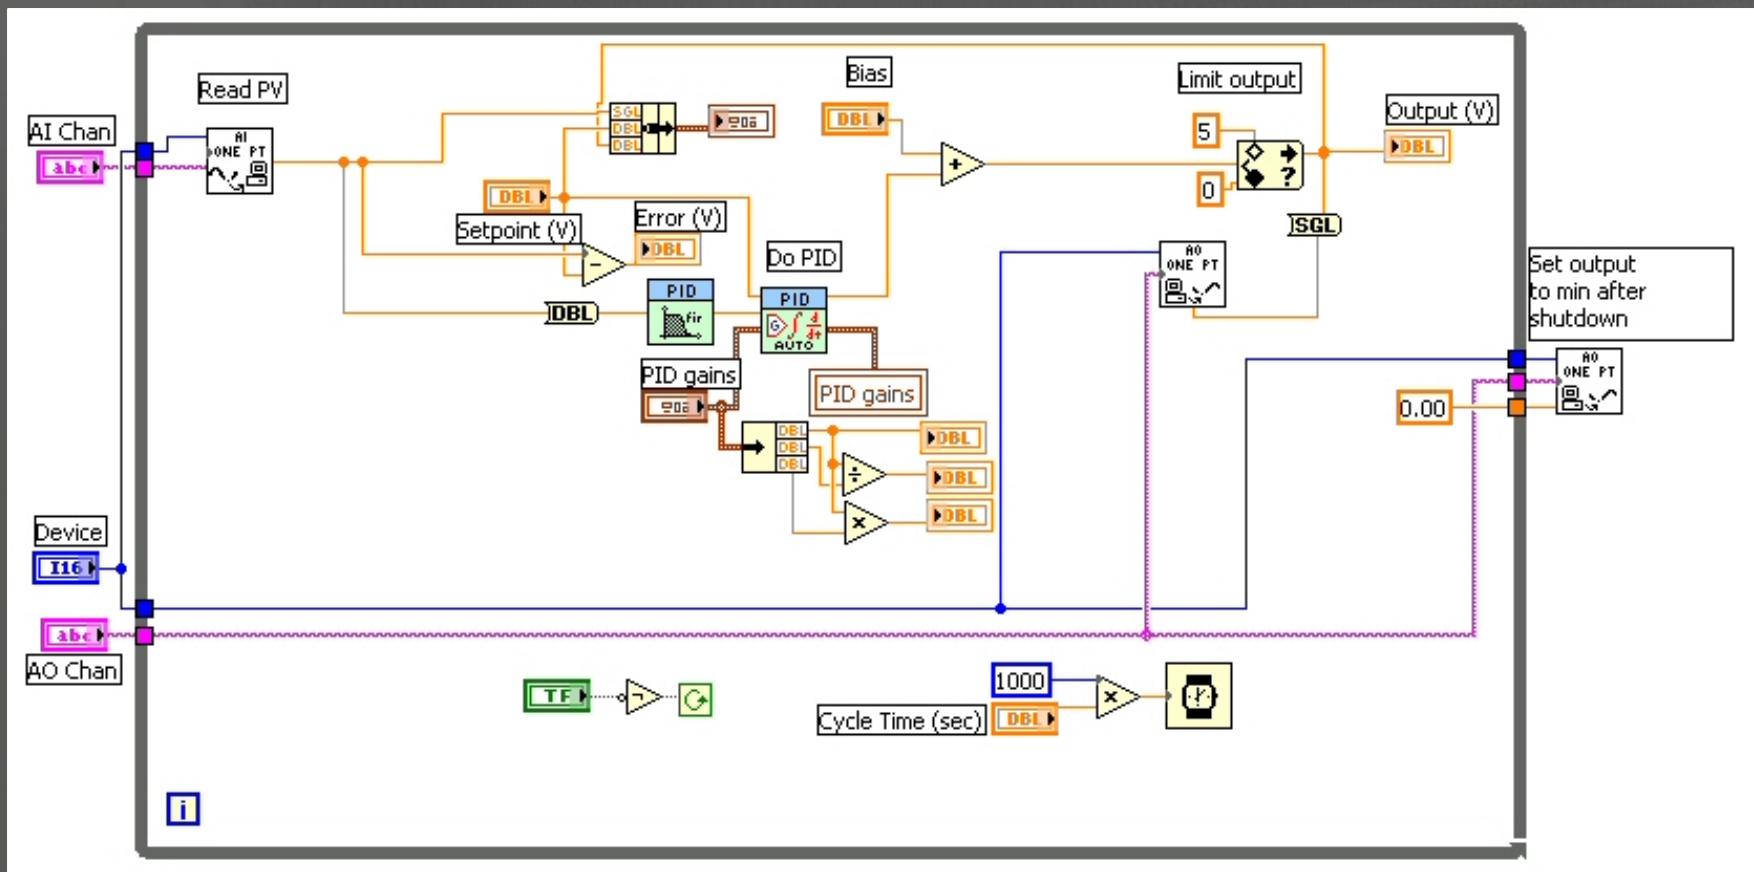 Read PV
AI Chan
abc
AI
ONE PT
SGL
DBL
DBL
Bias
DBL
Limit output
5
0
Output (V)
DBL
SGL
DBL
Setpoint (V)
Error (V)
DBL
+
-
Do PID
DBL
PID
fir
PID
G
d
dt
AUTO
AO
ONE PT
Set output
to min after
shutdown
AO
ONE PT
0.00
PID gains
PID gains
DBL
DBL
DBL
DBL
DBL
DBL
÷
x
Device
I16
abc
AO Chan
TF
1000
Cycle Time (sec)
DBL
x
i
?